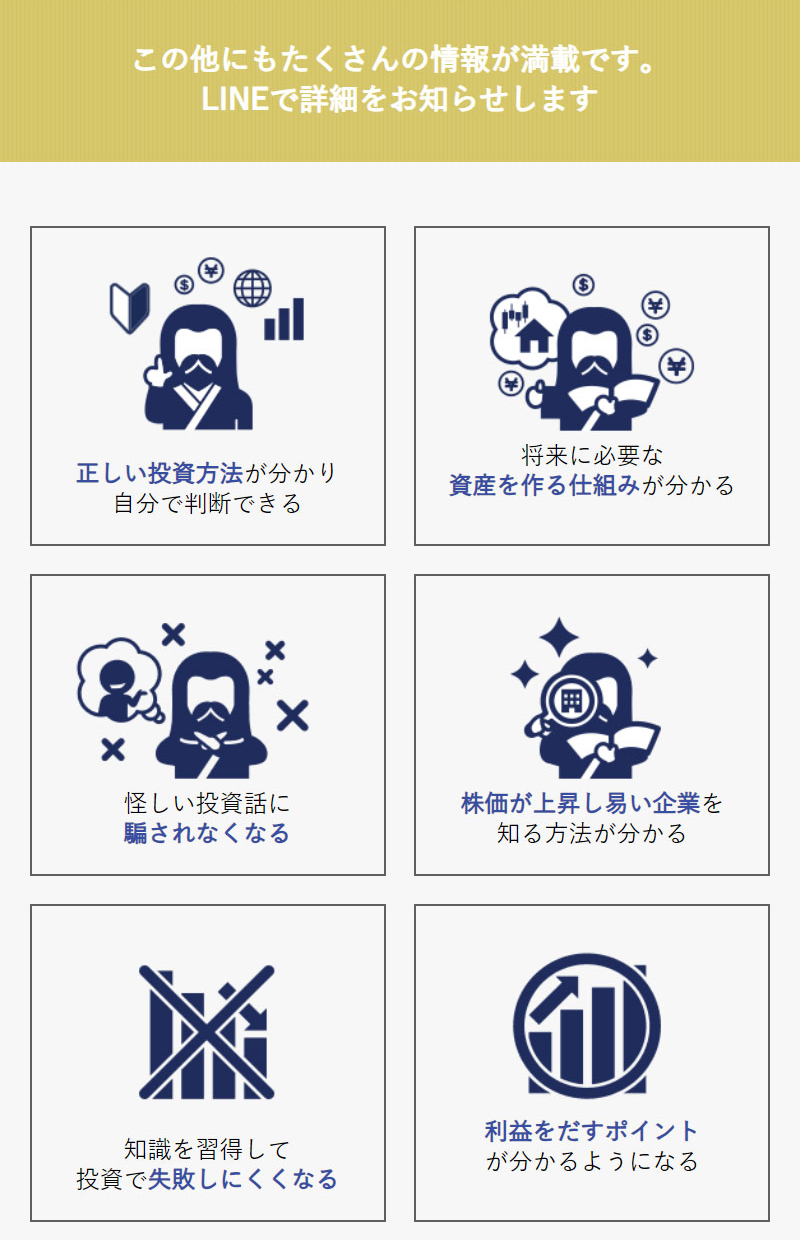 この他にもたくさんの情報が満載です。
LINEで詳細をお知らせします
正しい投資方法が分かり
自分で判断できる
将来に必要な
資産を作る仕組みが分かる
怪しい投資話に
騙されなくなる
株価が上昇し易い企業を
知る方法が分かる
知識を習得して
投資で失敗しにくくなる
利益をだすポイント
が分かるようになる